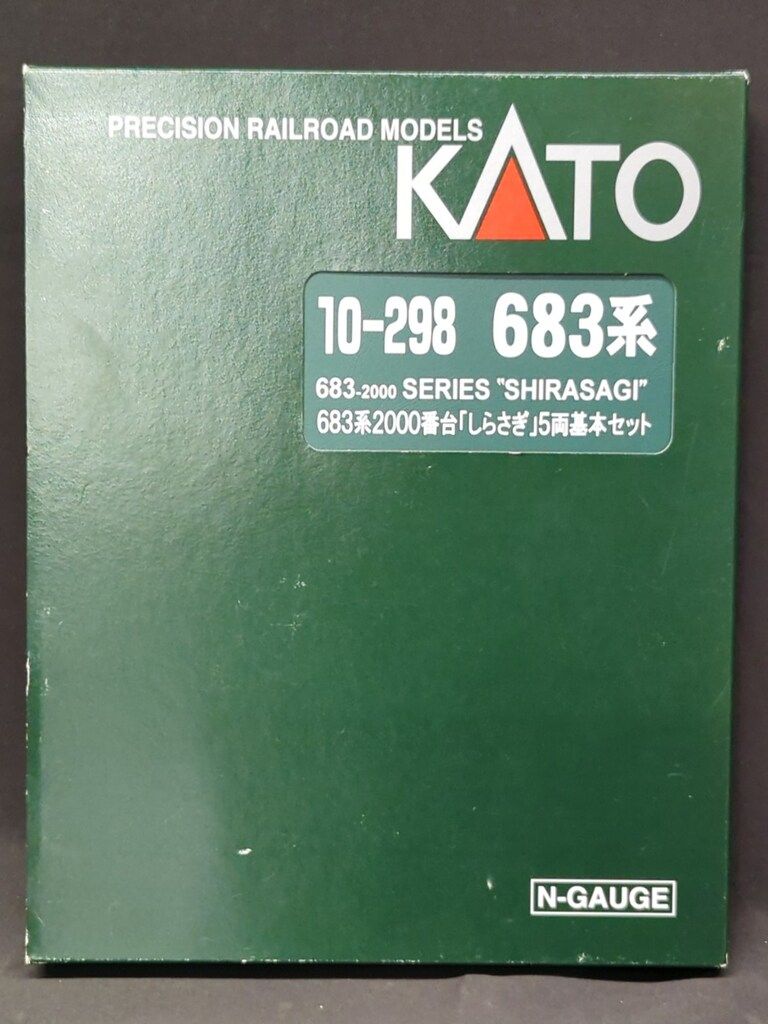 PRECISION RAILROAD MODELS
KATO
10-298 683系
683-2000 SERIES "SHIRASAGI"
683系2000番台「しらさぎ」5両基本セット
N-GAUGE